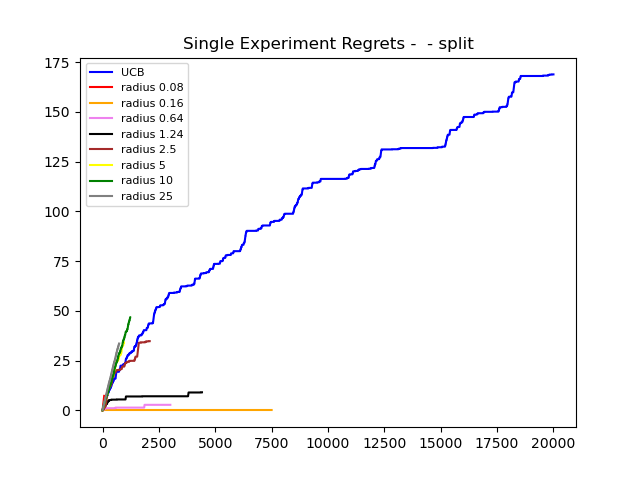 Single Experiment Regrets -  - split
175
150
125
100
75
50
25
0
UCB
radius 0.08
radius 0.16
radius 0.64
radius 1.24
radius 2.5
radius 5
radius 10
radius 25
0 2500 5000 7500 10000 12500 15000 17500 20000